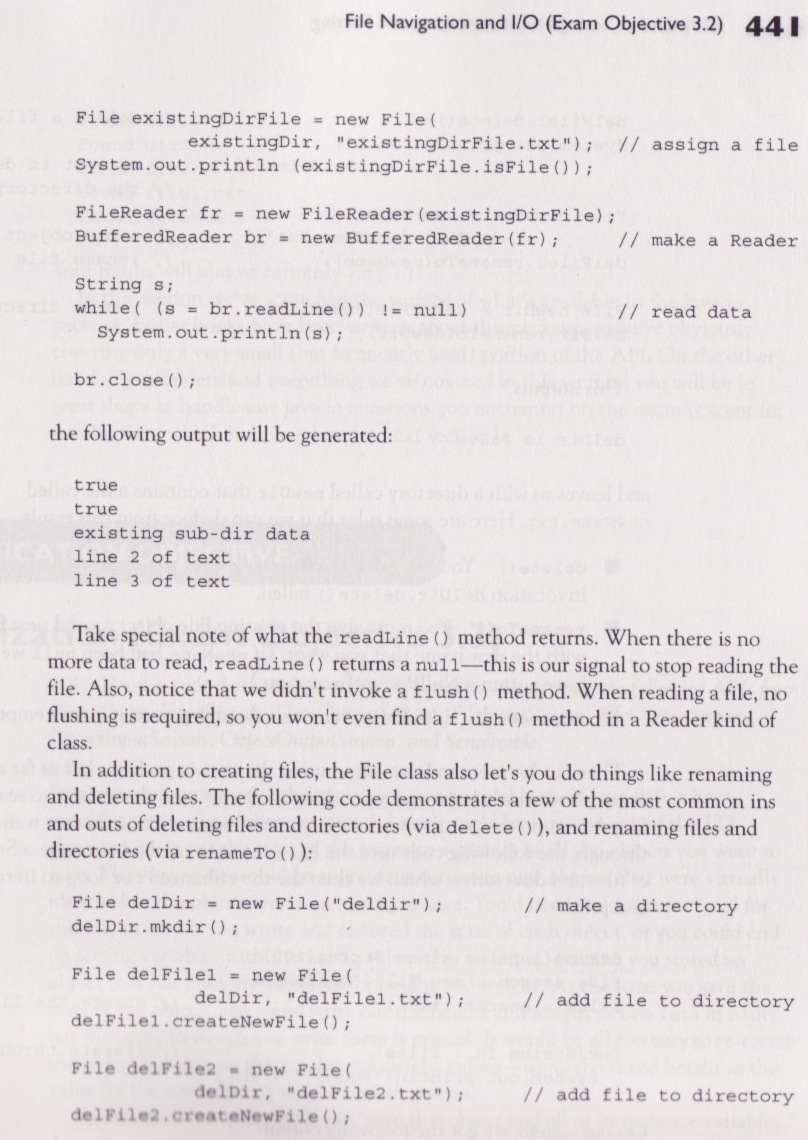 File Navigation and I/O (Exam Objective 3.2) 441
File existingDirFile = new File(
existingDir, "existingDirFile.txt"); // assign a file
System.out.println (existingDirFile.isFile());
FileReader fr = new FileReader(existingDirFile);
BufferedReader br = new BufferedReader(fr); // make a Reader
String s;
while( (s = br.readLine()) != null) // read data
System.out.println(s);
br.close();
the following output will be generated:
true
true
existing sub-dir data
line 2 of text
line 3 of text
Take special note of what the readLine() method returns. When there is no
more data to read, readLine() returns a null—this is our signal to stop reading the
file. Also, notice that we didn't invoke a flush() method. When reading a file, no
flushing is required, so you won't even find a flush() method in a Reader kind of
class.
In addition to creating files, the File class also let's you do things like renaming
and deleting files. The following code demonstrates a few of the most common ins
and outs of deleting files and directories (via delete()), and renaming files and
directories (via renameTo()):
File delDir = new File("deldir"); // make a directory
delDir.mkdir();
File delFile1 = new File(
delDir, "delFile1.txt"); // add file to directory
delFile1.createNewFile();
File delFile2 = new File(
delDir, "delFile2.txt"); // add file to directory
delFile2.createNewFile();